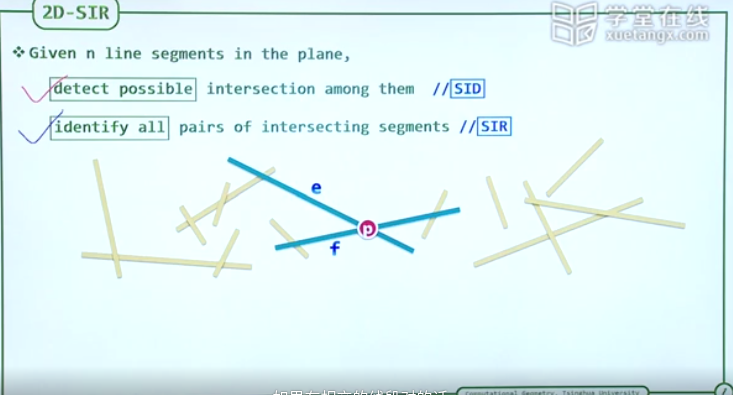 2D-SIR
学堂在线
xuetangx.com
❖Given n line segments in the plane,
detect possible intersection among them //SID
identify all pairs of intersecting segments //SIR
e
p
f
Computational Geometry, Tsinghua University